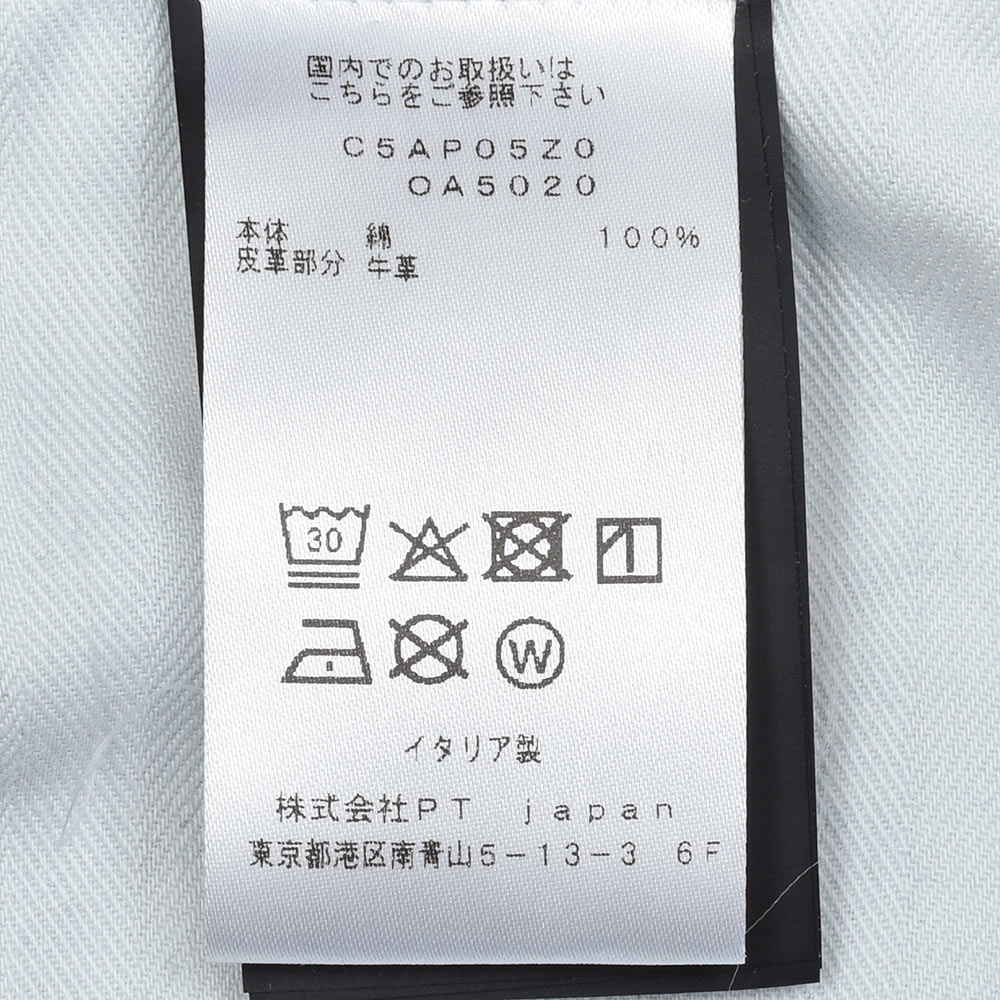 国内でのお取扱いは
こちらをご参照下さい
C5AP05Z0
OA5020
本体 綿 100%
皮革部分 牛革
30
W
イタリア製
株式会社PT japan
東京都港区南青山5-13-3 6F